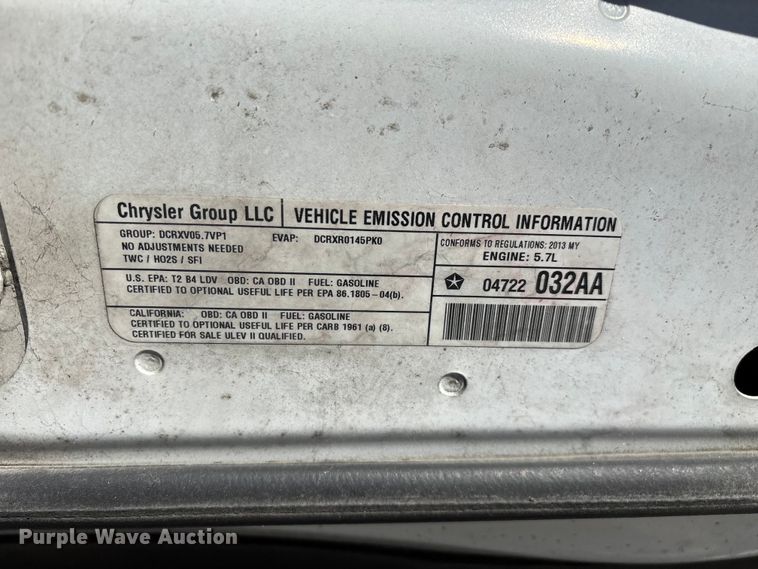 Chrysler Group LLC VEHICLE EMISSION CONTROL INFORMATION
GROUP: DCRXV05.7VP1 EVAP: DCRXR0145PK0
NO ADJUSTMENTS NEEDED
TWC / HO2S / SFI
CONFORMS TO REGULATIONS: 2013 MY
ENGINE: 5.7L
U.S. EPA: T2 B4 LDV OBD: CA OBD II FUEL: GASOLINE
CERTIFIED TO OPTIONAL USEFUL LIFE PER EPA 86.1805-04(b).
04722 032AA
CALIFORNIA: OBD: CA OBD II FUEL: GASOLINE
CERTIFIED TO OPTIONAL USEFUL LIFE PER CARB 1961 (a) (8).
CERTIFIED FOR SALE ULEV II QUALIFIED.
Purple Wave Auction